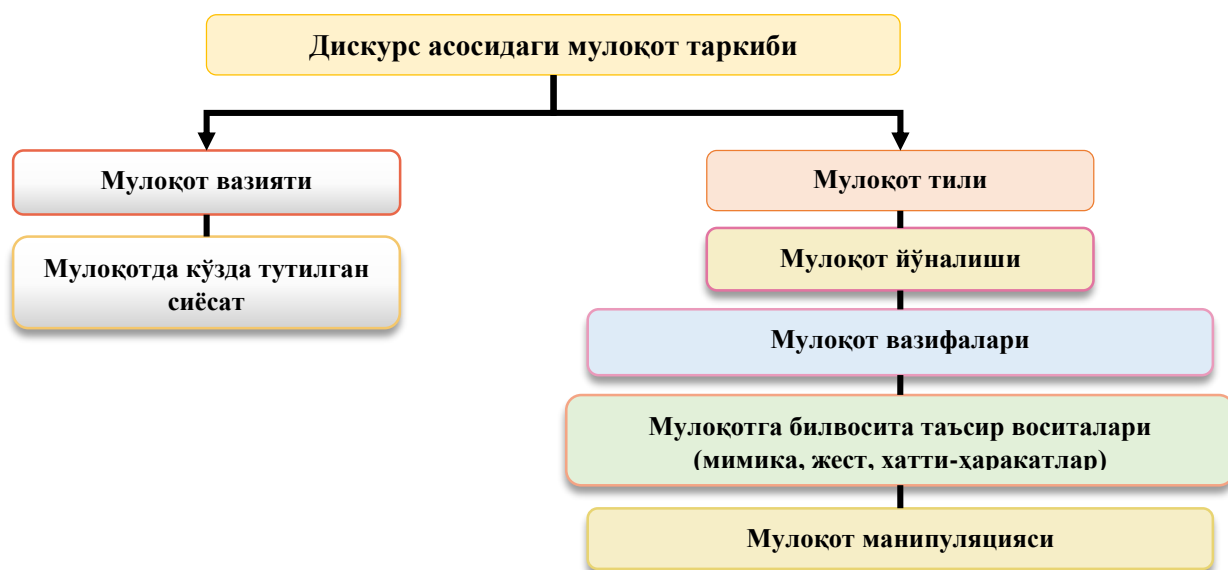 Дискурс асосидаги мулоқот таркиби
Мулоқот вазияти
Мулоқотда кўзда тутилган
сиёсат
Мулоқот тили
Мулоқот йўналиши
Мулоқот вазифалари
Мулоқотга билвосита таъсир воситалари
(мимика, жест, хатти-ҳаракатлар)
Мулоқот манипуляцияси